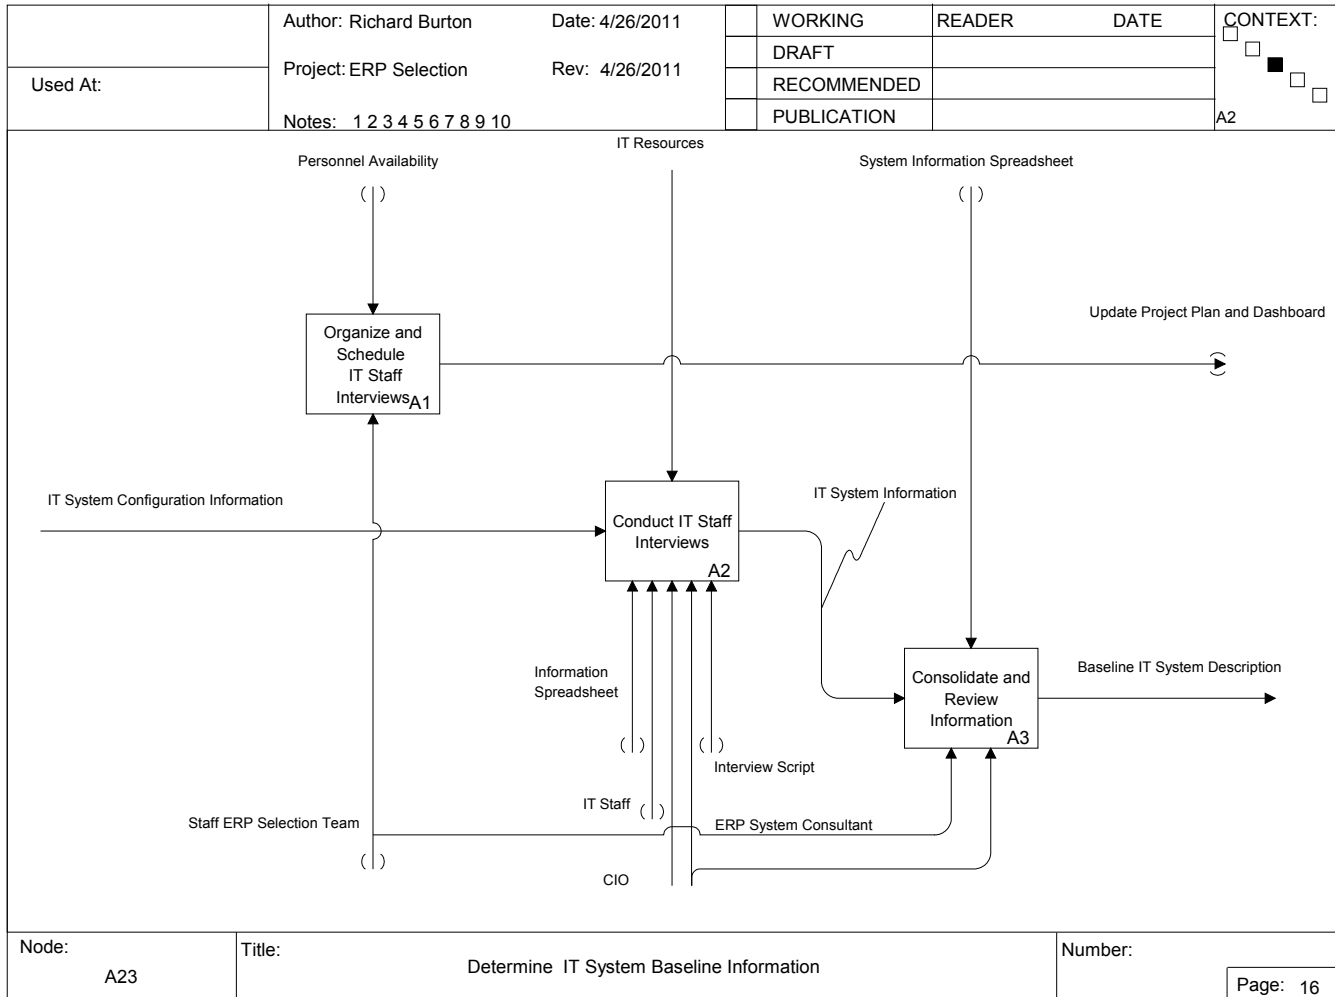 Used At:
Author: Richard Burton
Date: 4/26/2011
Project: ERP Selection
Rev: 4/26/2011
Notes: 1 2 3 4 5 6 7 8 9 10
WORKING
DRAFT
RECOMMENDED
PUBLICATION
READER
DATE
CONTEXT:
A2
IT Resources
Personnel Availability
System Information Spreadsheet
Update Project Plan and Dashboard
Organize and
Schedule
IT Staff
Interviews
A1
IT System Configuration Information
IT System Information
Conduct IT Staff
Interviews
A2
Information
Spreadsheet
Baseline IT System Description
Consolidate and
Review
Information
A3
Interview Script
IT Staff
Staff ERP Selection Team
ERP System Consultant
CIO
Node:
A23
Title:
Determine IT System Baseline Information
Number:
Page: 16